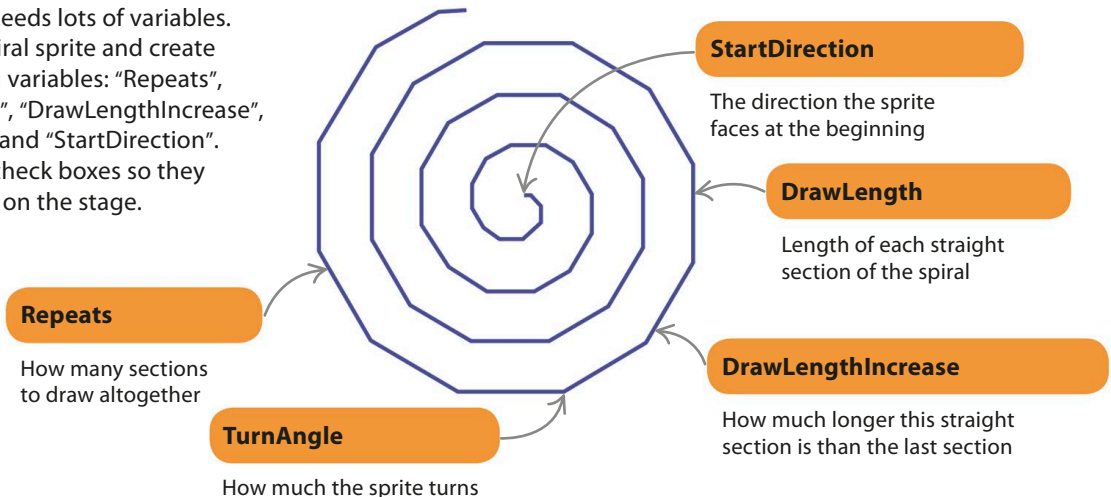 eeds lots of variables.
iral sprite and create
variables: “Repeats”,
”, “DrawLengthIncrease”,
and “StartDirection”.
heck boxes so they
on the stage.
StartDirection
The direction the sprite
faces at the beginning
DrawLength
Length of each straight
section of the spiral
Repeats
How many sections
to draw altogether
DrawLengthIncrease
How much longer this straight
section is than the last section
TurnAngle
How much the sprite turns